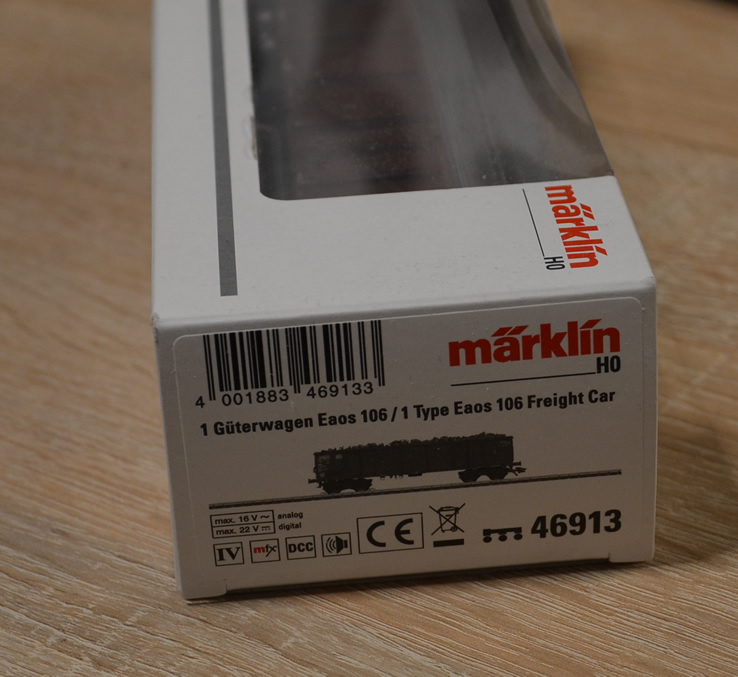 märklin
H0
märklin
H0
4 001883 469133
1 Güterwagen Eaos 106 / 1 Type Eaos 106 Freight Car
max. 16 V ~ analog
max. 22 V ⎓ digital
IV mfx DCC CE 46913